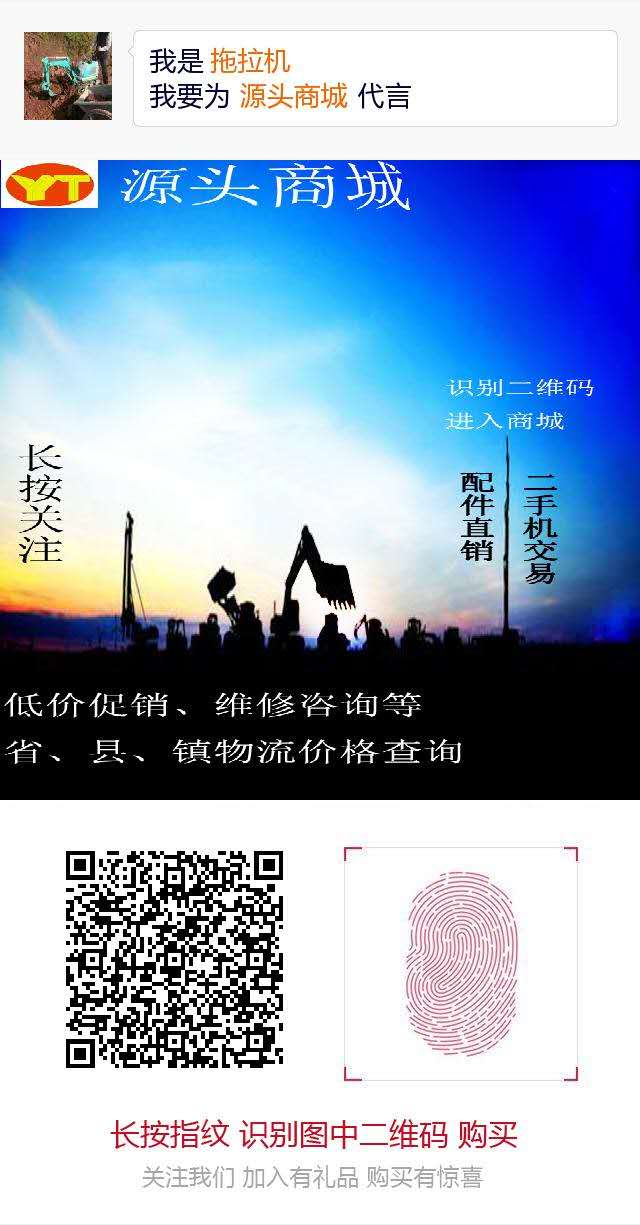 我是 拖拉机
我要为 源头商城 代言
YT 源头商城
识别二维码
进入商城
长按关注
配件直销
二手机交易
低价促销、维修咨询等
省、县、镇物流价格查询
长按指纹 识别图中二维码 购买
关注我们 加入有礼品 购买有惊喜